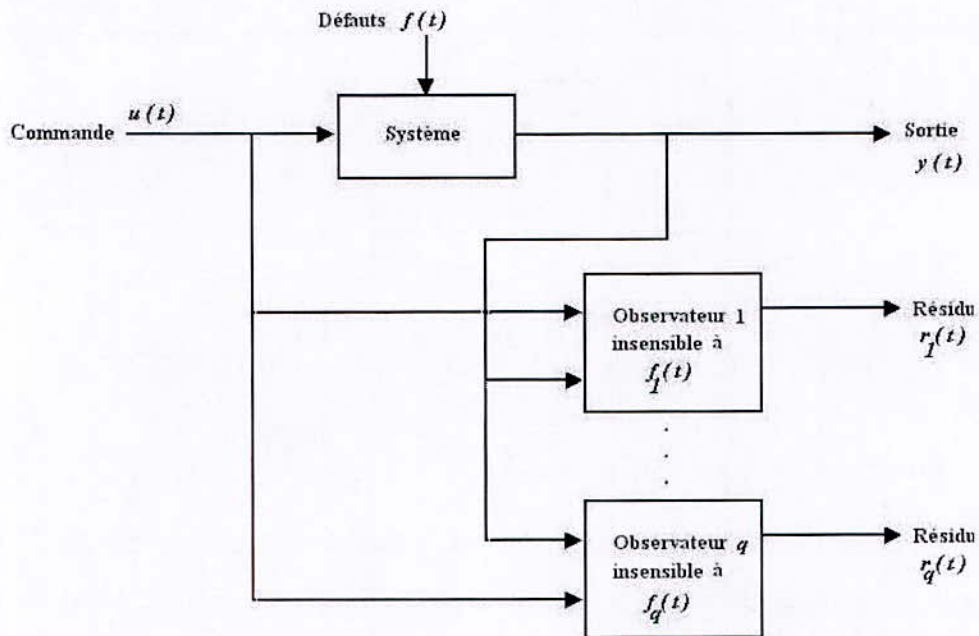 Défauts f(t)
u(t)
Commande
Système
Sortie
y(t)
Observateur 1
insensible à
f1(t)
Résidu
r1(t)
.
.
.
Observateur q
insensible à
fq(t)
Résidu
rq(t)